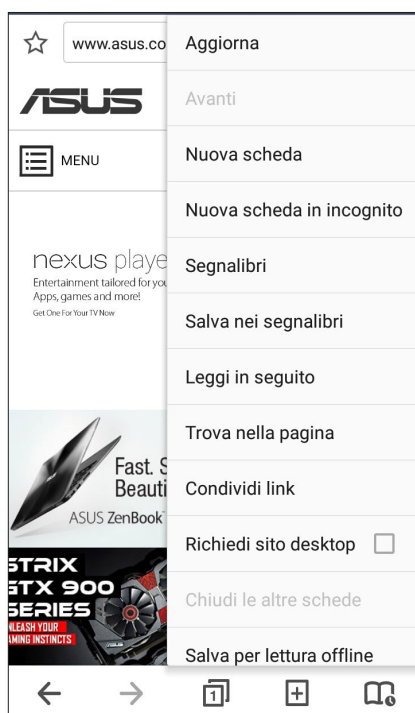 www.asus.co
Aggiorna
Avanti
Nuova scheda
Nuova scheda in incognito
Segnalibri
Salva nei segnalibri
Leggi in seguito
Trova nella pagina
Condividi link
Richiedi sito desktop
Chiudi le altre schede
Salva per lettura offline
ASUS
MENU
nexus playe
Entertainment tailored for you
Apps, games and more!
Get One For Your TV Now
Fast. S
Beauti
ASUS ZenBook
STRIX
GTX 900
SERIES
UNLEASH YOUR
GAMING INSTINCTS
1